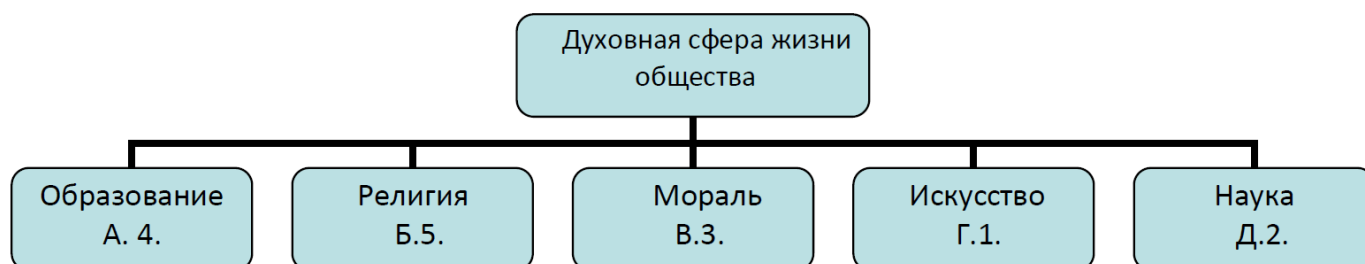 Духовная сфера жизни
общества
Образование
А. 4.
Религия
Б.5.
Мораль
В.3.
Искусство
Г.1.
Наука
Д.2.